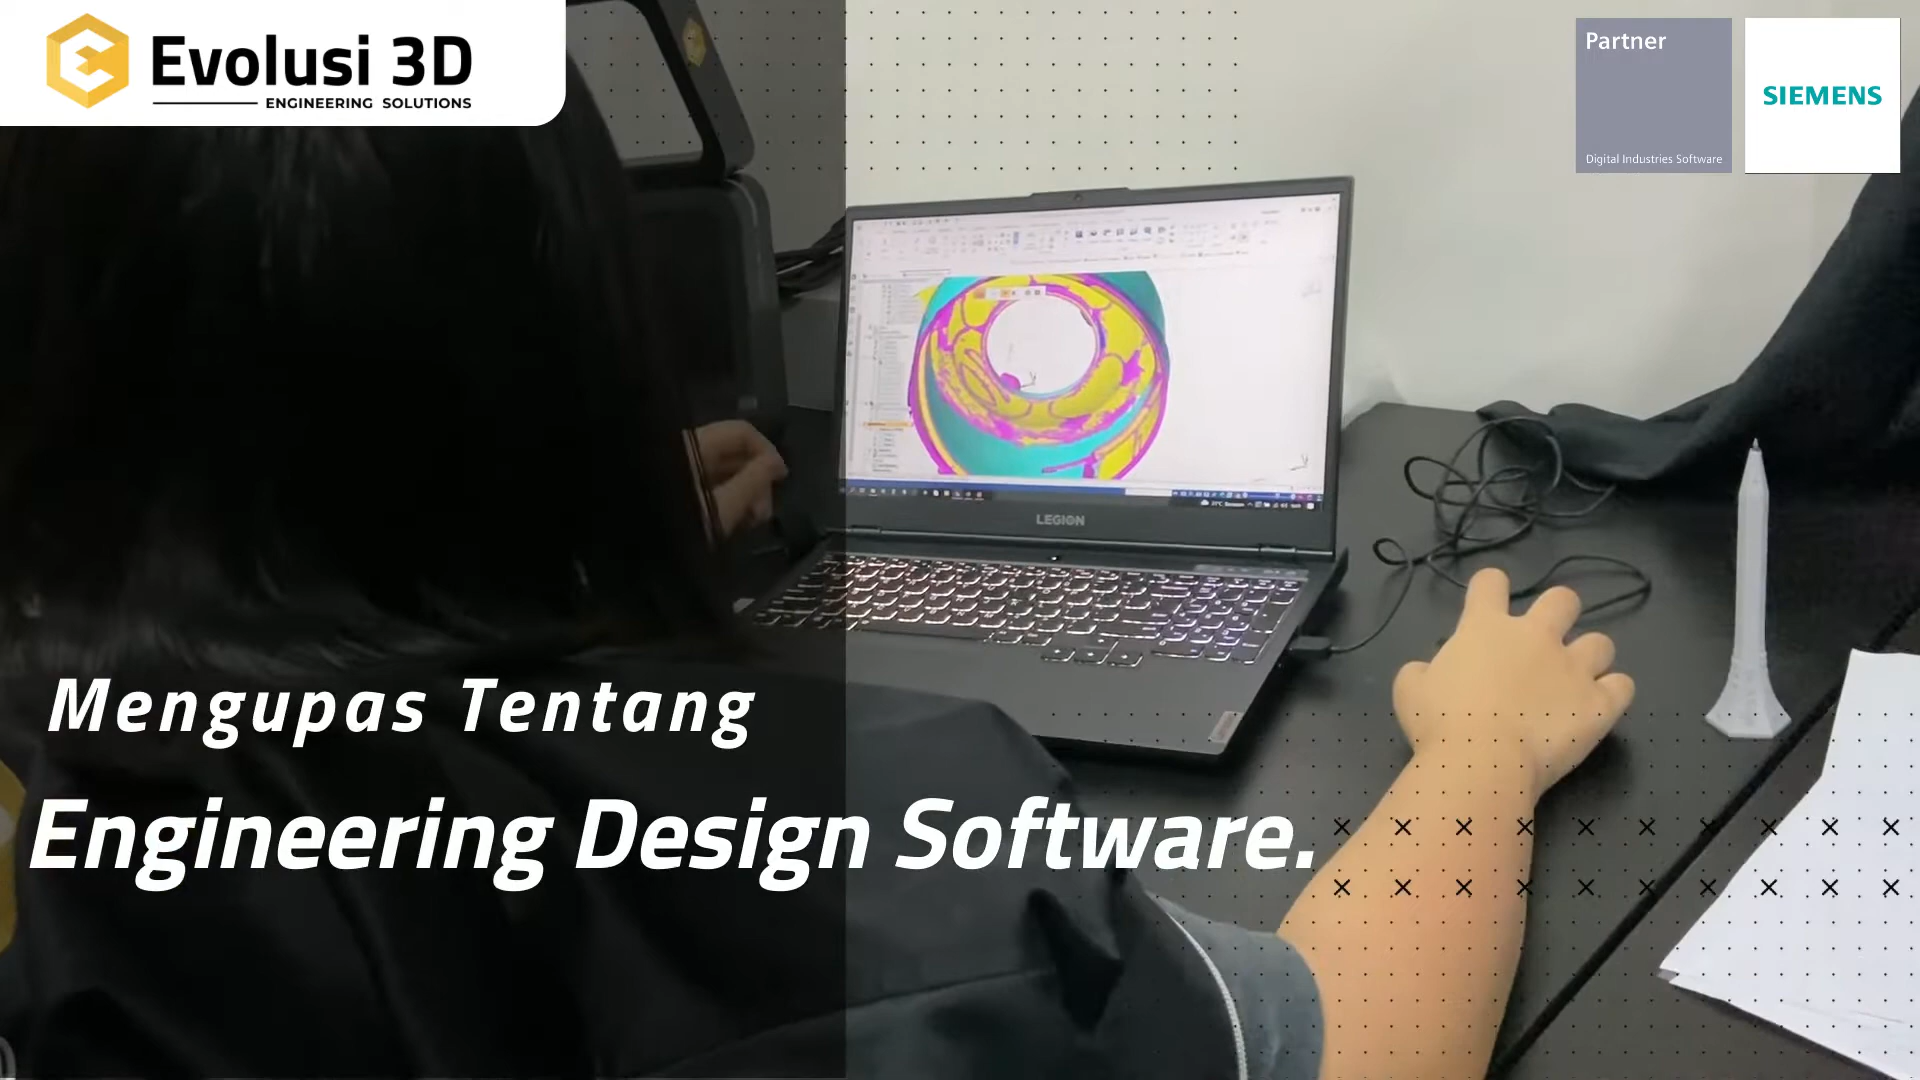 Evolusi 3D
ENGINEERING SOLUTIONS
Partner
Digital Industries Software
SIEMENS
LEGION
Mengupas Tentang
Engineering Design Software.